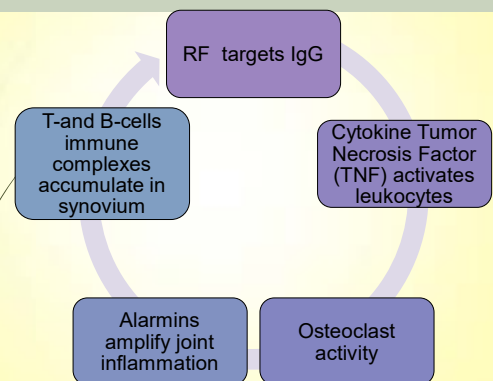 RF targets IgG
Cytokine Tumor
Necrosis Factor
(TNF) activates
leukocytes
Osteoclast
activity
Alarmins
amplify joint
inflammation
T-and B-cells
immune
complexes
accumulate in
synovium